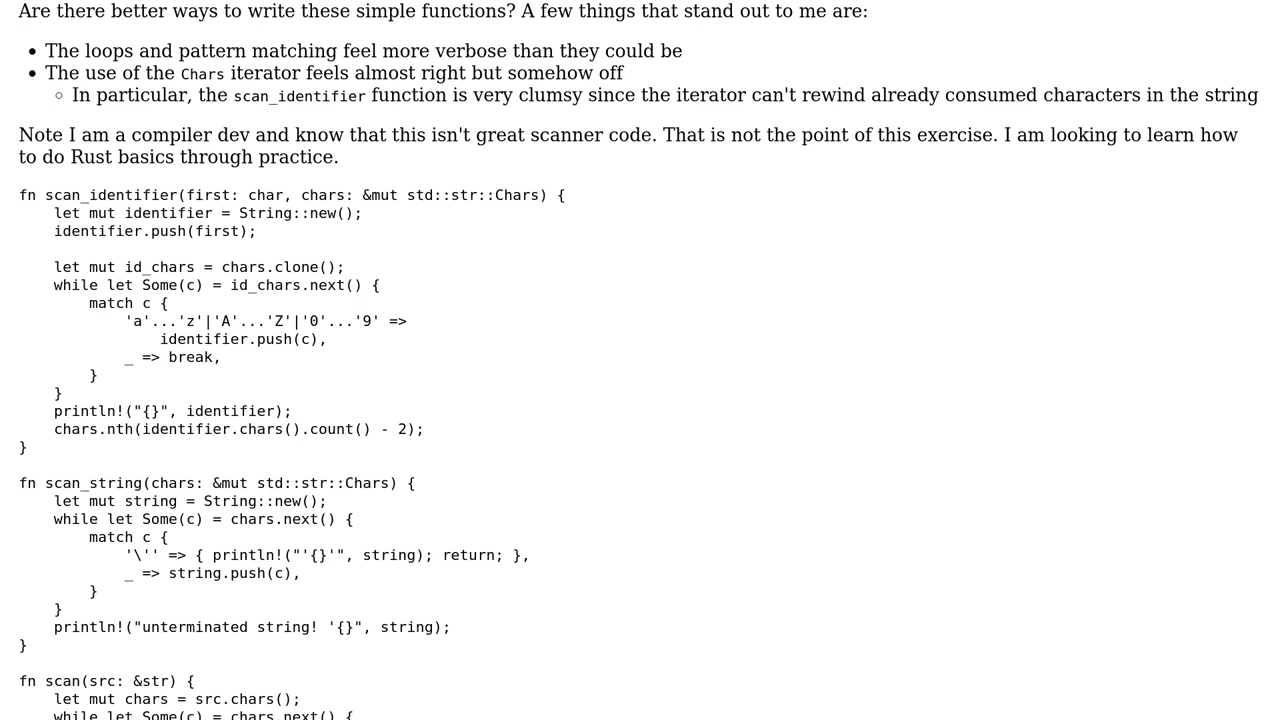 Are there better ways to write these simple functions? A few things that stand out to me are:
• The loops and pattern matching feel more verbose than they could be
• The use of the Chars iterator feels almost right but somehow off
◦ In particular, the scan_identifier function is very clumsy since the iterator can't rewind already consumed characters in the string
Note I am a compiler dev and know that this isn't great scanner code. That is not the point of this exercise. I am looking to learn how
to do Rust basics through practice.
fn scan_identifier(first: char, chars: &mut std::str::Chars) {
    let mut identifier = String::new();
    identifier.push(first);

    let mut id_chars = chars.clone();
    while let Some(c) = id_chars.next() {
        match c {
            'a'...'z'|'A'...'Z'|'0'...'9' =>
                identifier.push(c),
            _ => break,
        }
    }
    println!("{}", identifier);
    chars.nth(identifier.chars().count() - 2);
}

fn scan_string(chars: &mut std::str::Chars) {
    let mut string = String::new();
    while let Some(c) = chars.next() {
        match c {
            '\'' => { println!("'{}'", string); return; },
            _ => string.push(c),
        }
    }
    println!("unterminated string! '{}", string);
}

fn scan(src: &str) {
    let mut chars = src.chars();
    while let Some(c) = chars.next() {